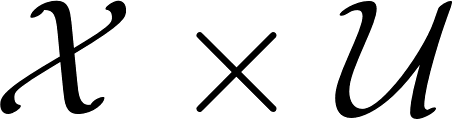 𝒳 × 𝒰